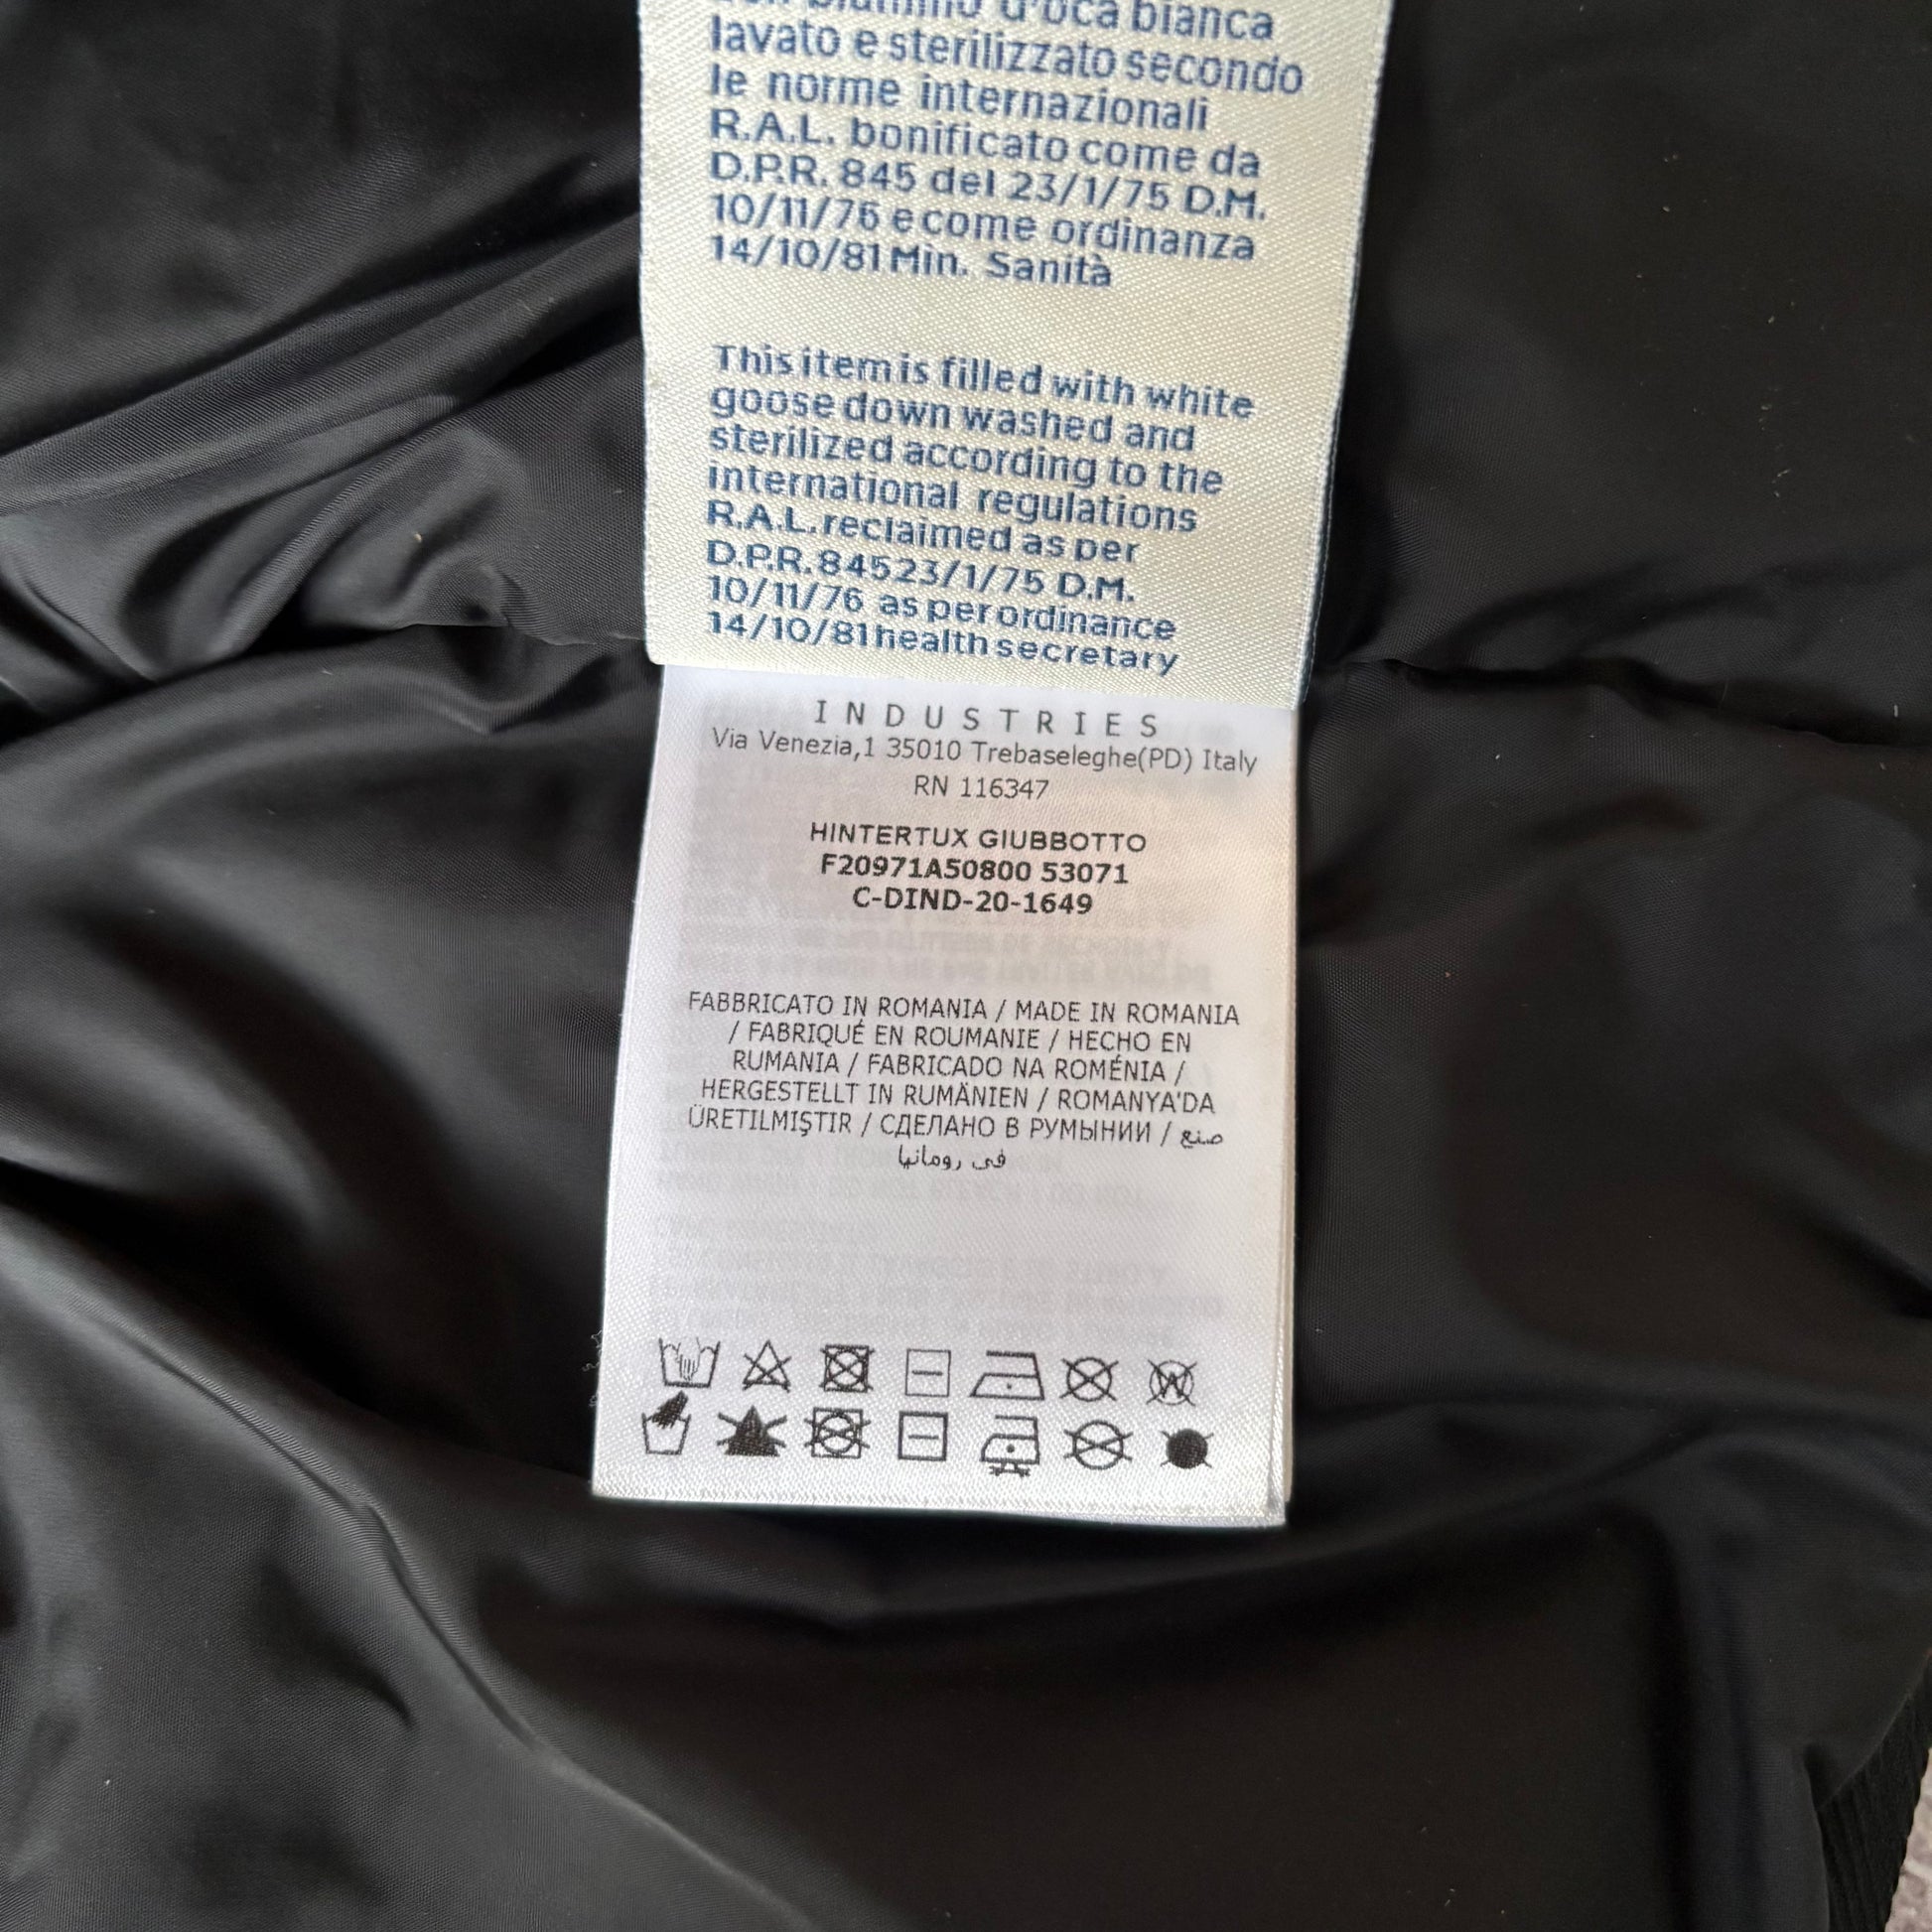 d'oca bianca
lavato e sterilizzato secondo
le norme internazionali
R.A.L. bonificato come da
D.P.R. 845 del 23/1/75 D.M.
10/11/76 e come ordinanza
14/10/81 Min. Sanità
This item is filled with white
goose down washed and
sterilized according to the
international regulations
R.A.L. reclaimed as per
D.P.R. 845 23/1/75 D.M.
10/11/76 as per ordinance
14/10/81 health secretary
INDUSTRIES
Via Venezia,1 35010 Trebaseleghe(PD) Italy
RN 116347
HINTERTUX GIUBBOTTO
F20971A50800 53071
C-DIND-20-1649
FABBRICATO IN ROMANIA / MADE IN ROMANIA
/ FABRIQUÉ EN ROUMANIE / HECHO EN
RUMANIA / FABRICADO NA ROMÉNIA /
HERGESTELLT IN RUMÄNIEN / ROMANYA'DA
ÜRETILMIŞTIR / СДЕЛАНО В РУМЫНИИ / صنع
فى رومانيا
W